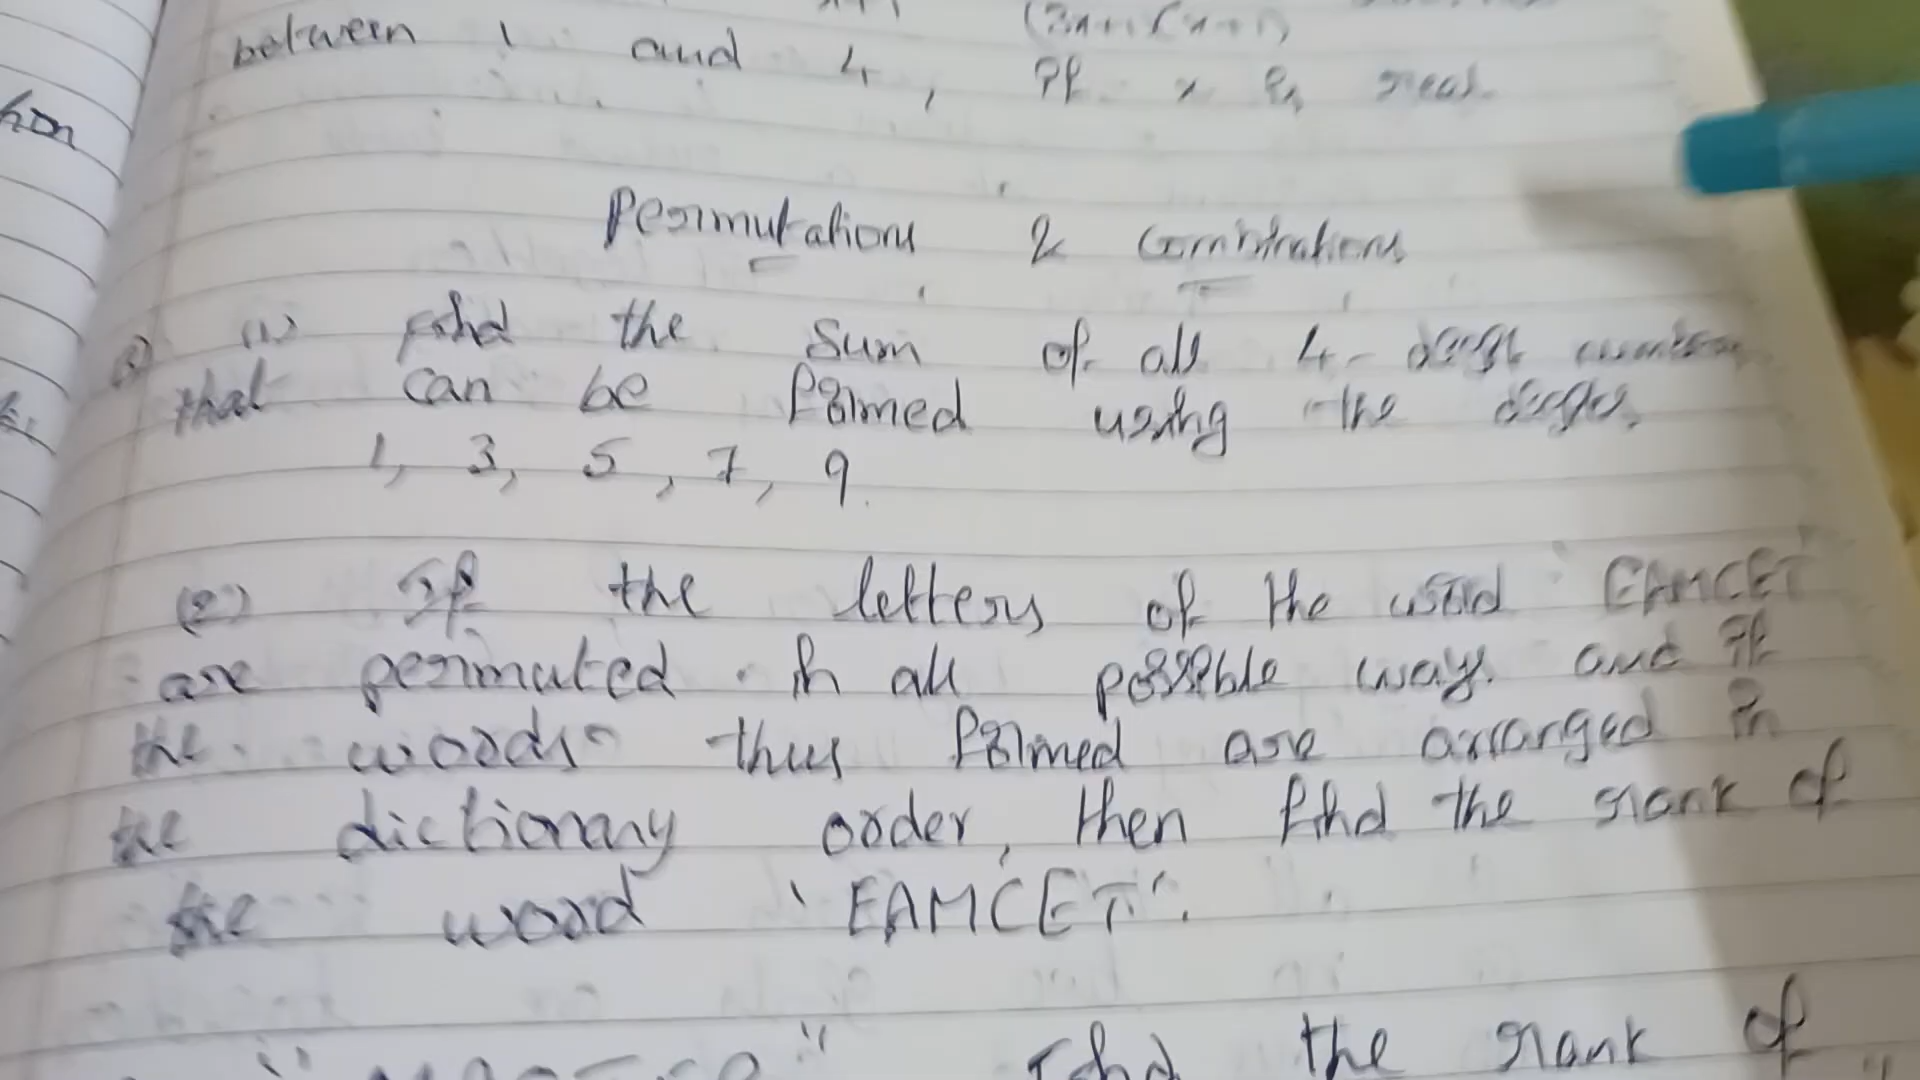 between 1 and 4, if x is real.
Permutations & Combinations
(1) Find the sum of all 4-digit numbers
that can be formed using the digits,
1, 3, 5, 7, 9.
(2) If the letters of the word 'EAMCET
are permuted in all possible ways. and if
the words thus formed are arranged in
the dictionary order, then find the rank of
the word 'EAMCET'.
find the rank of